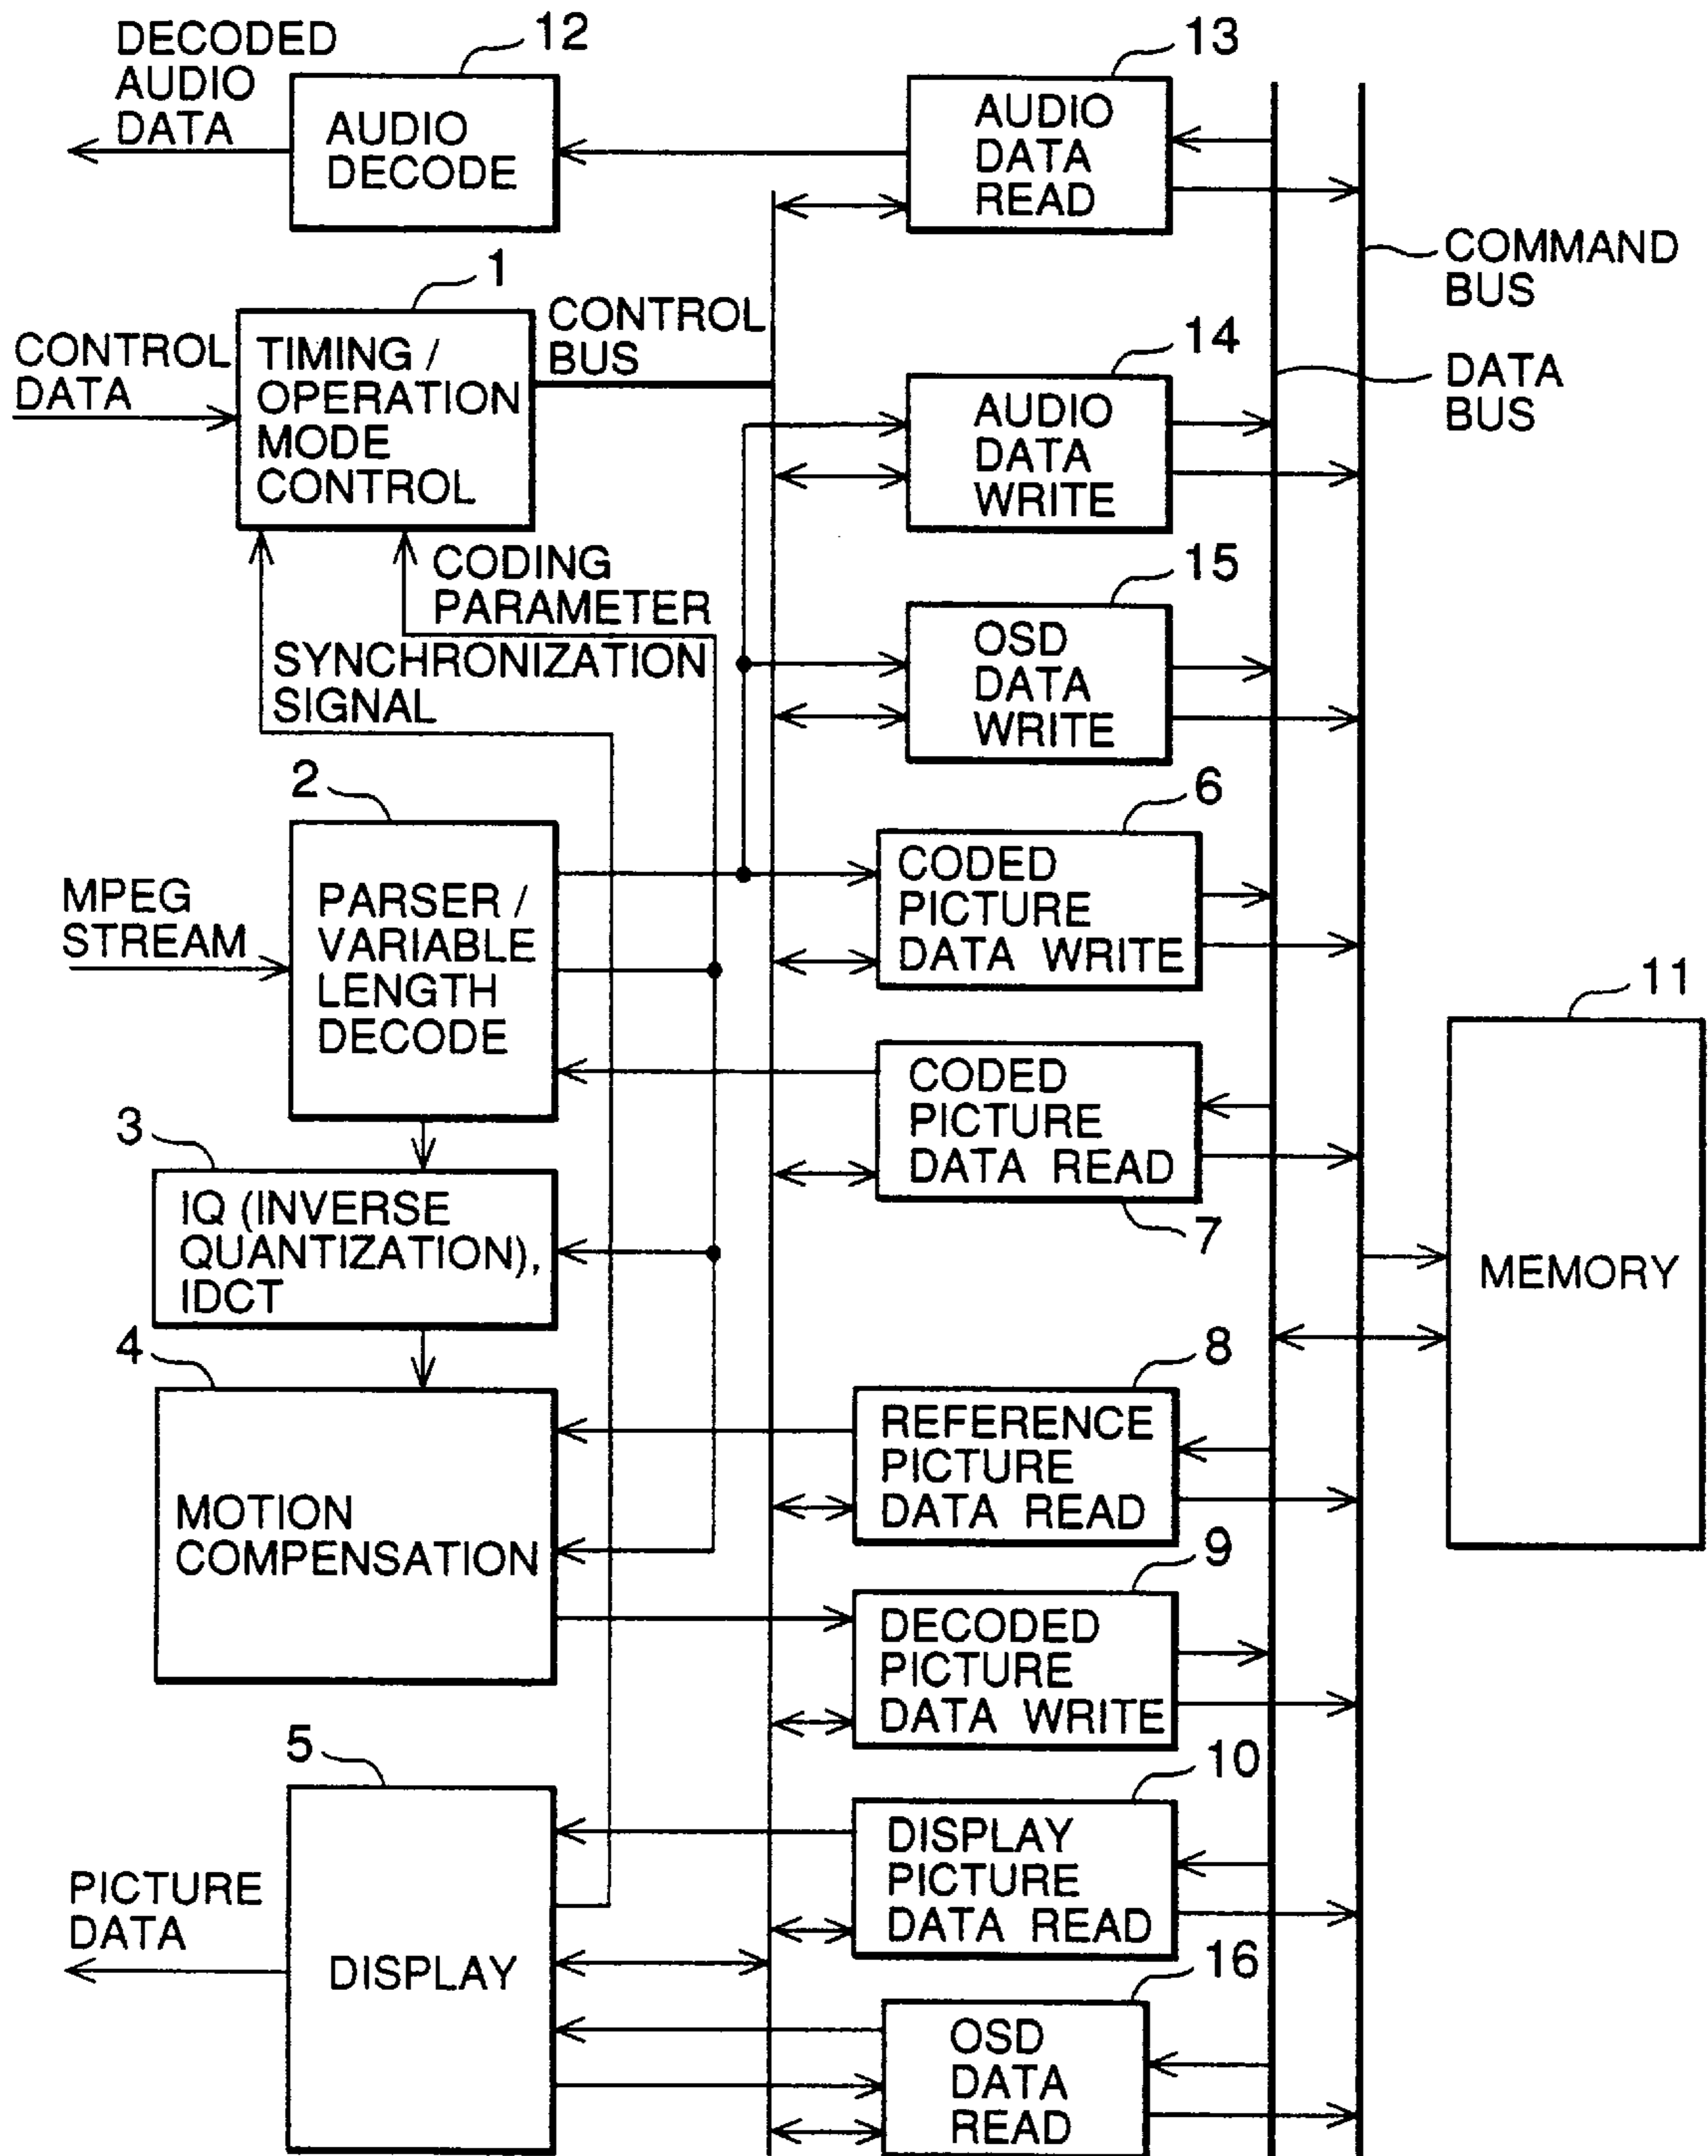 DECODED
AUDIO
DATA
12
AUDIO
DECODE
13
AUDIO
DATA
READ
COMMAND
BUS
1
CONTROL
DATA
TIMING /
OPERATION
MODE
CONTROL
CONTROL
BUS
14
AUDIO
DATA
WRITE
DATA
BUS
CODING
PARAMETER
SYNCHRONIZATION
SIGNAL
15
OSD
DATA
WRITE
2
MPEG
STREAM
PARSER /
VARIABLE
LENGTH
DECODE
6
CODED
PICTURE
DATA WRITE
11
MEMORY
CODED
PICTURE
DATA READ
7
3
IQ (INVERSE
QUANTIZATION),
IDCT
4
MOTION
COMPENSATION
8
REFERENCE
PICTURE
DATA READ
9
DECODED
PICTURE
DATA WRITE
5
PICTURE
DATA
DISPLAY
10
DISPLAY
PICTURE
DATA READ
16
OSD
DATA
READ